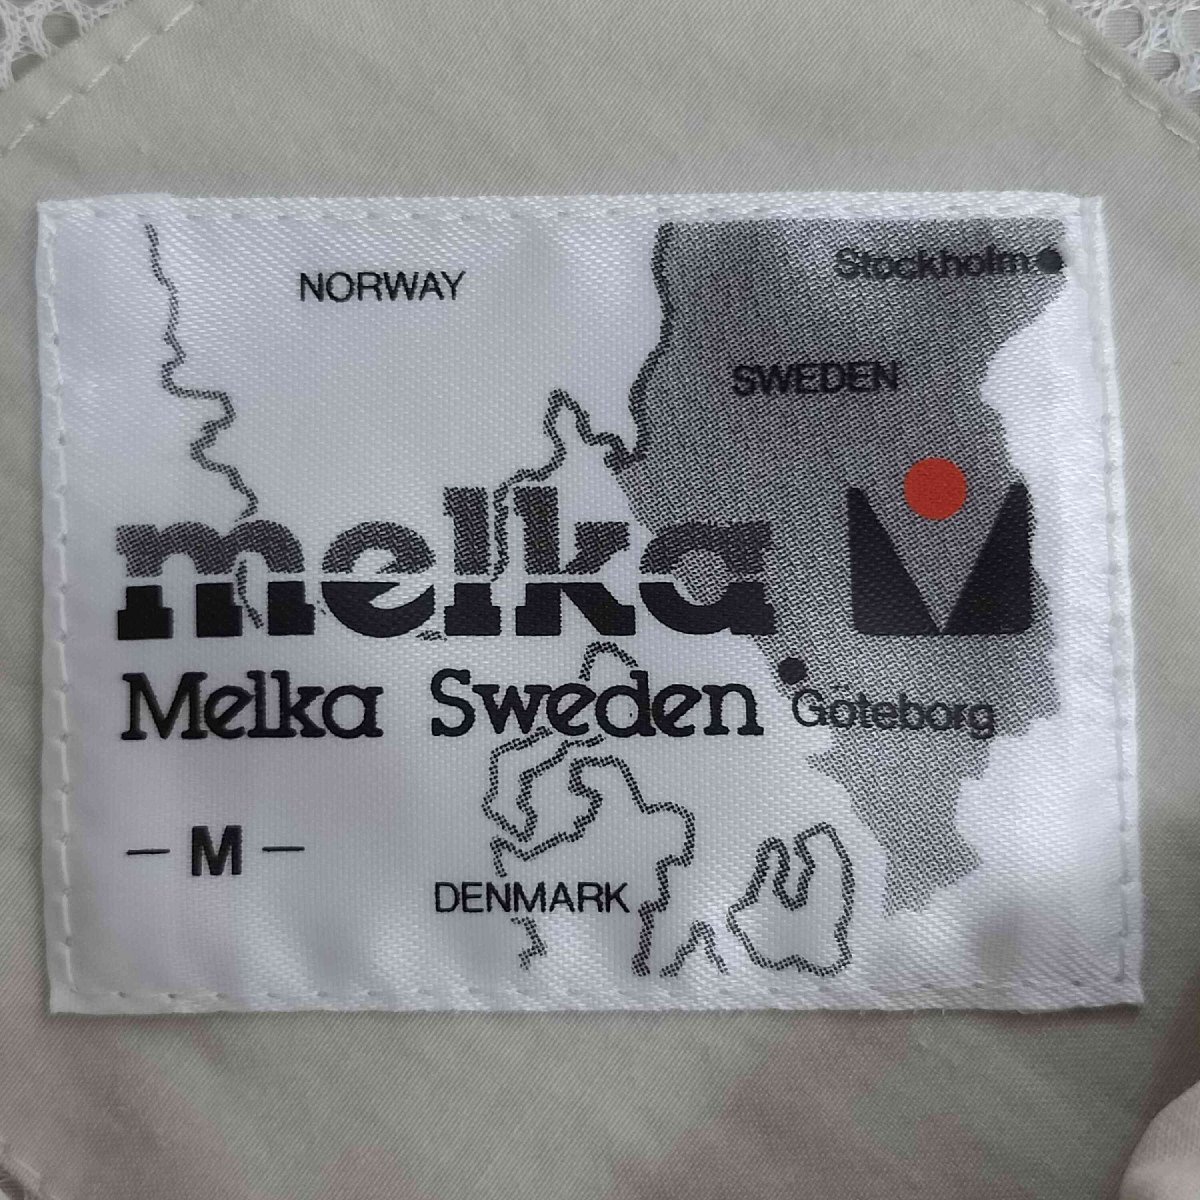 Stockholm
NORWAY
SWEDEN
melka
Melka Sweden
Göteborg
– M –
DENMARK